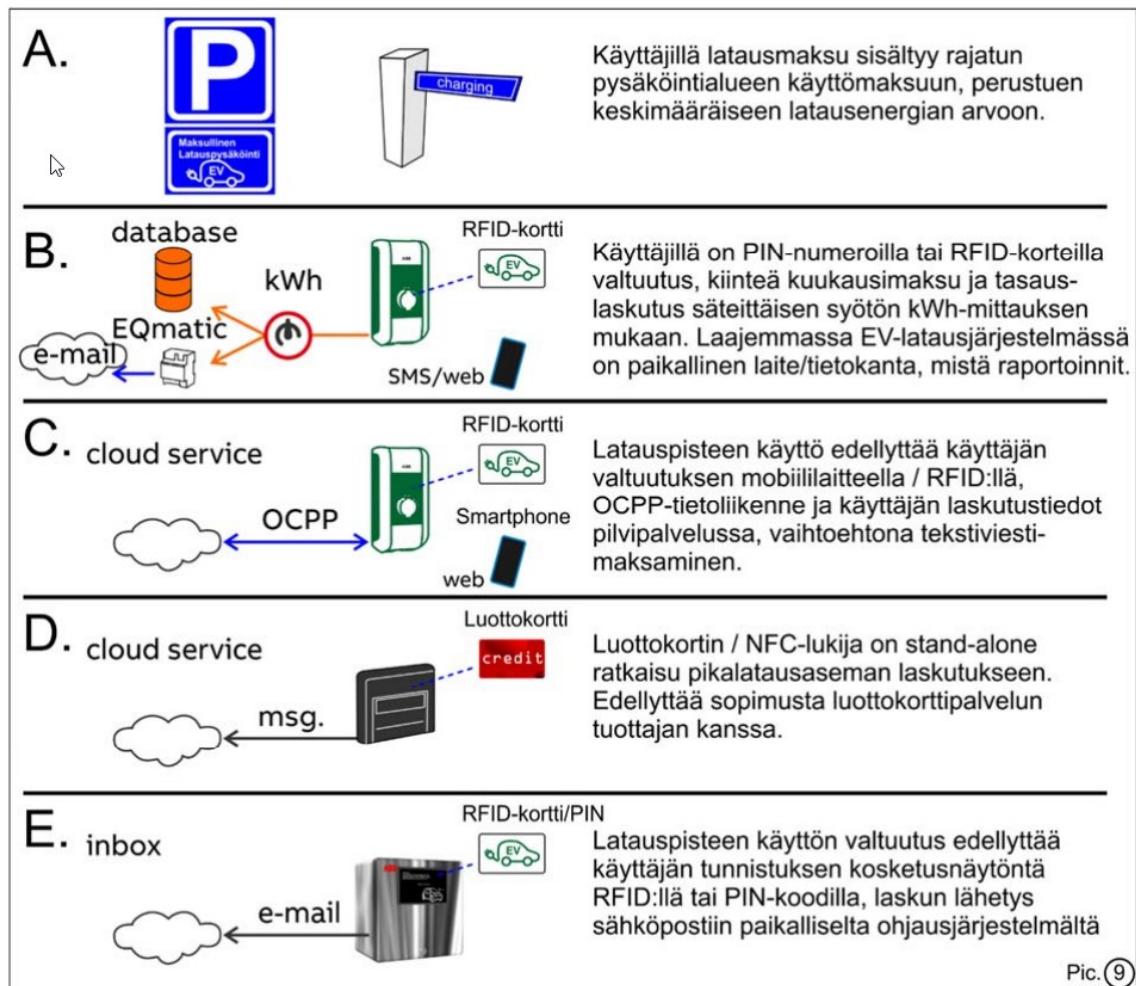 A.
P
Maksullinen
Latauspysäköinti
EV
charging
Käyttäjillä latausmaksu sisältyy rajatun
pysäköintialueen käyttömaksuun, perustuen
keskimääräiseen latausenergian arvoon.
B.
database
kWh
EQmatic
e-mail
RFID-kortti
EV
SMS/web
Käyttäjillä on PIN-numeroilla tai RFID-korteilla
valtuutus, kiinteä kuukausimaksu ja tasaus-
laskutus säteittäisen syötön kWh-mittauksen
mukaan. Laajemmassa EV-latausjärjestelmässä
on paikallinen laite/tietokanta, mistä raportoinnit.
C.
cloud service
OCPP
RFID-kortti
EV
Smartphone
web
Latauspisteen käyttö edellyttää käyttäjän
valtuutuksen mobiililaitteella / RFID:llä,
OCPP-tietoliikenne ja käyttäjän laskutustiedot
pilvipalvelussa, vaihtoehtona tekstiviesti-
maksaminen.
D.
cloud service
msg.
Luottokortti
credit
Luottokortin / NFC-lukija on stand-alone
ratkaisu pikalatausaseman laskutukseen.
Edellyttää sopimusta luottokorttipalvelun
tuottajan kanssa.
E.
inbox
e-mail
RFID-kortti/PIN
EV
Latauspisteen käyttön valtuutus edellyttää
käyttäjän tunnistuksen kosketusnäytöntä
RFID:llä tai PIN-koodilla, laskun lähetys
sähköpostiin paikalliselta ohjausjärjestelmältä
Pic. 9